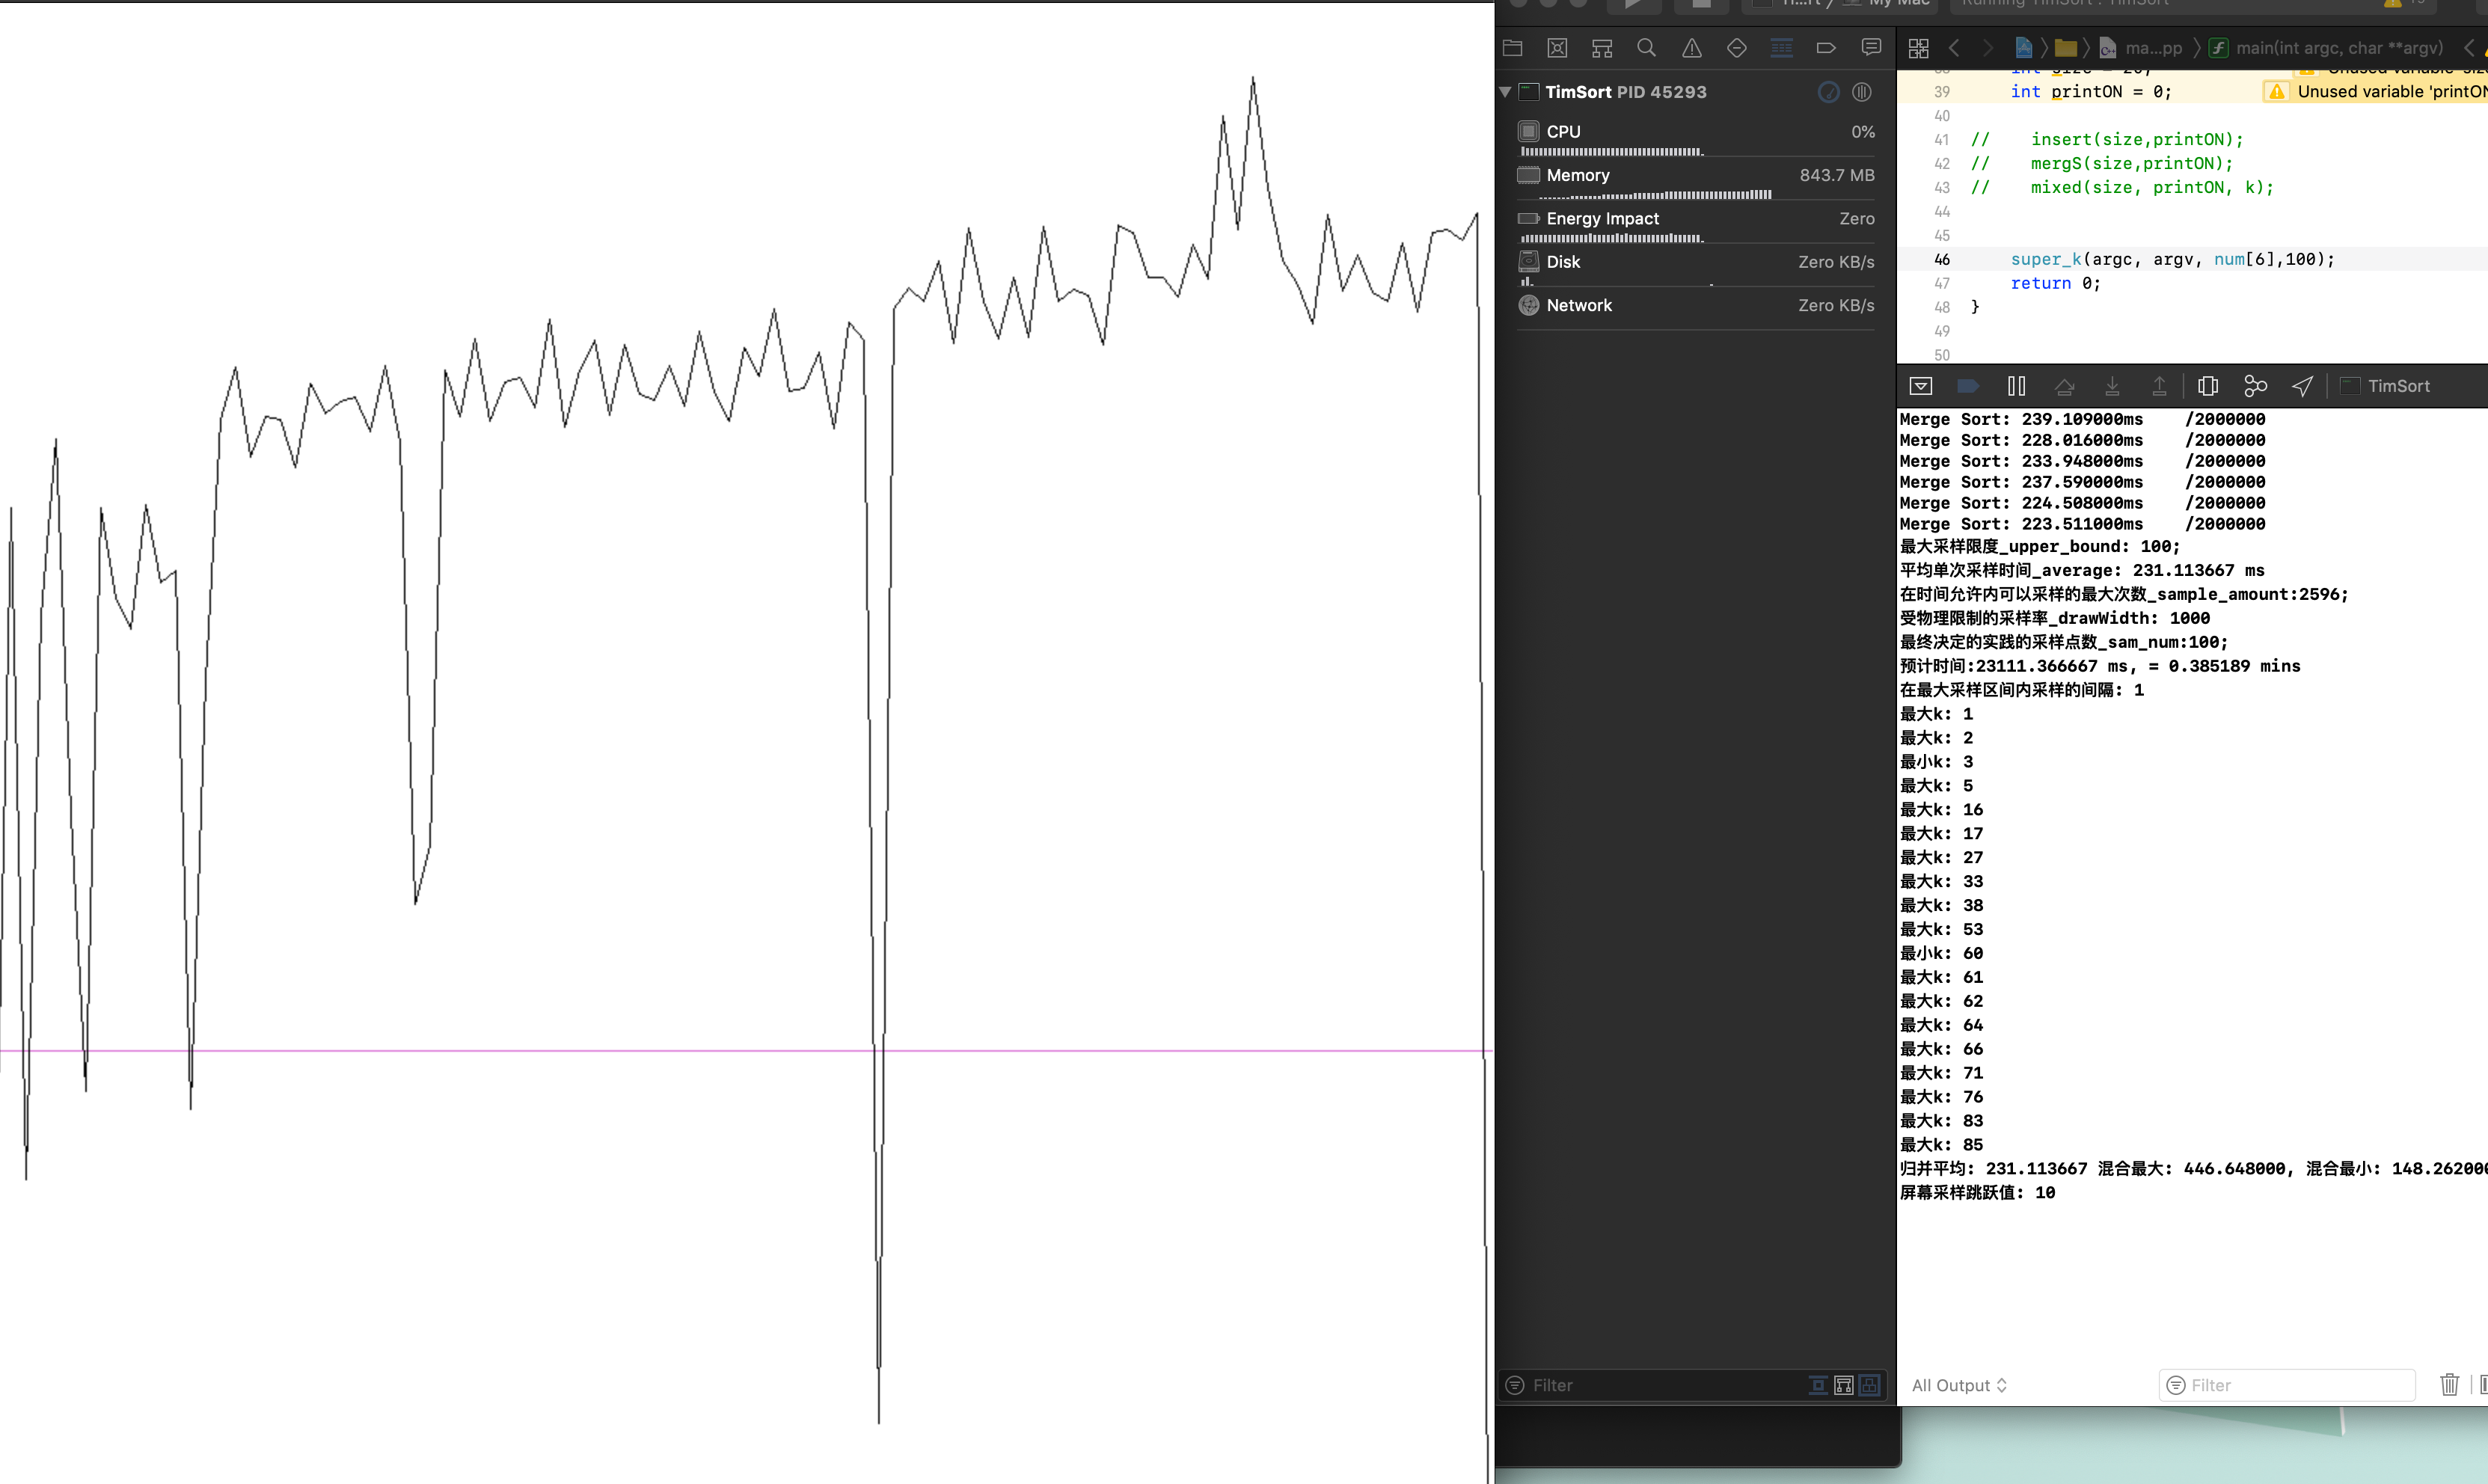 My Mac
Running TimSort : TimSort
ma...pp
main(int argc, char **argv)
TimSort PID 45293
CPU 0%
Memory 843.7 MB
Energy Impact Zero
Disk Zero KB/s
Network Zero KB/s
Filter
39 int printON = 0; Unused variable 'printON
40
41 // insert(size,printON);
42 // mergS(size,printON);
43 // mixed(size, printON, k);
44
45
46 super_k(argc, argv, num[6],100);
47 return 0;
48 }
49
50
TimSort
Merge Sort: 239.109000ms /2000000
Merge Sort: 228.016000ms /2000000
Merge Sort: 233.948000ms /2000000
Merge Sort: 237.590000ms /2000000
Merge Sort: 224.508000ms /2000000
Merge Sort: 223.511000ms /2000000
最大采样限度_upper_bound: 100;
平均单次采样时间_average: 231.113667 ms
在时间允许内可以采样的最大次数_sample_amount:2596;
受物理限制的采样率_drawWidth: 1000
最终决定的实践的采样点数_sam_num:100;
预计时间:23111.366667 ms, = 0.385189 mins
在最大采样区间内采样的间隔: 1
最大k: 1
最大k: 2
最小k: 3
最大k: 5
最大k: 16
最大k: 17
最大k: 27
最大k: 33
最大k: 38
最大k: 53
最小k: 60
最大k: 61
最大k: 62
最大k: 64
最大k: 66
最大k: 71
最大k: 76
最大k: 83
最大k: 85
归并平均: 231.113667 混合最大: 446.648000, 混合最小: 148.262000
屏幕采样跳跃值: 10
All Output
Filter